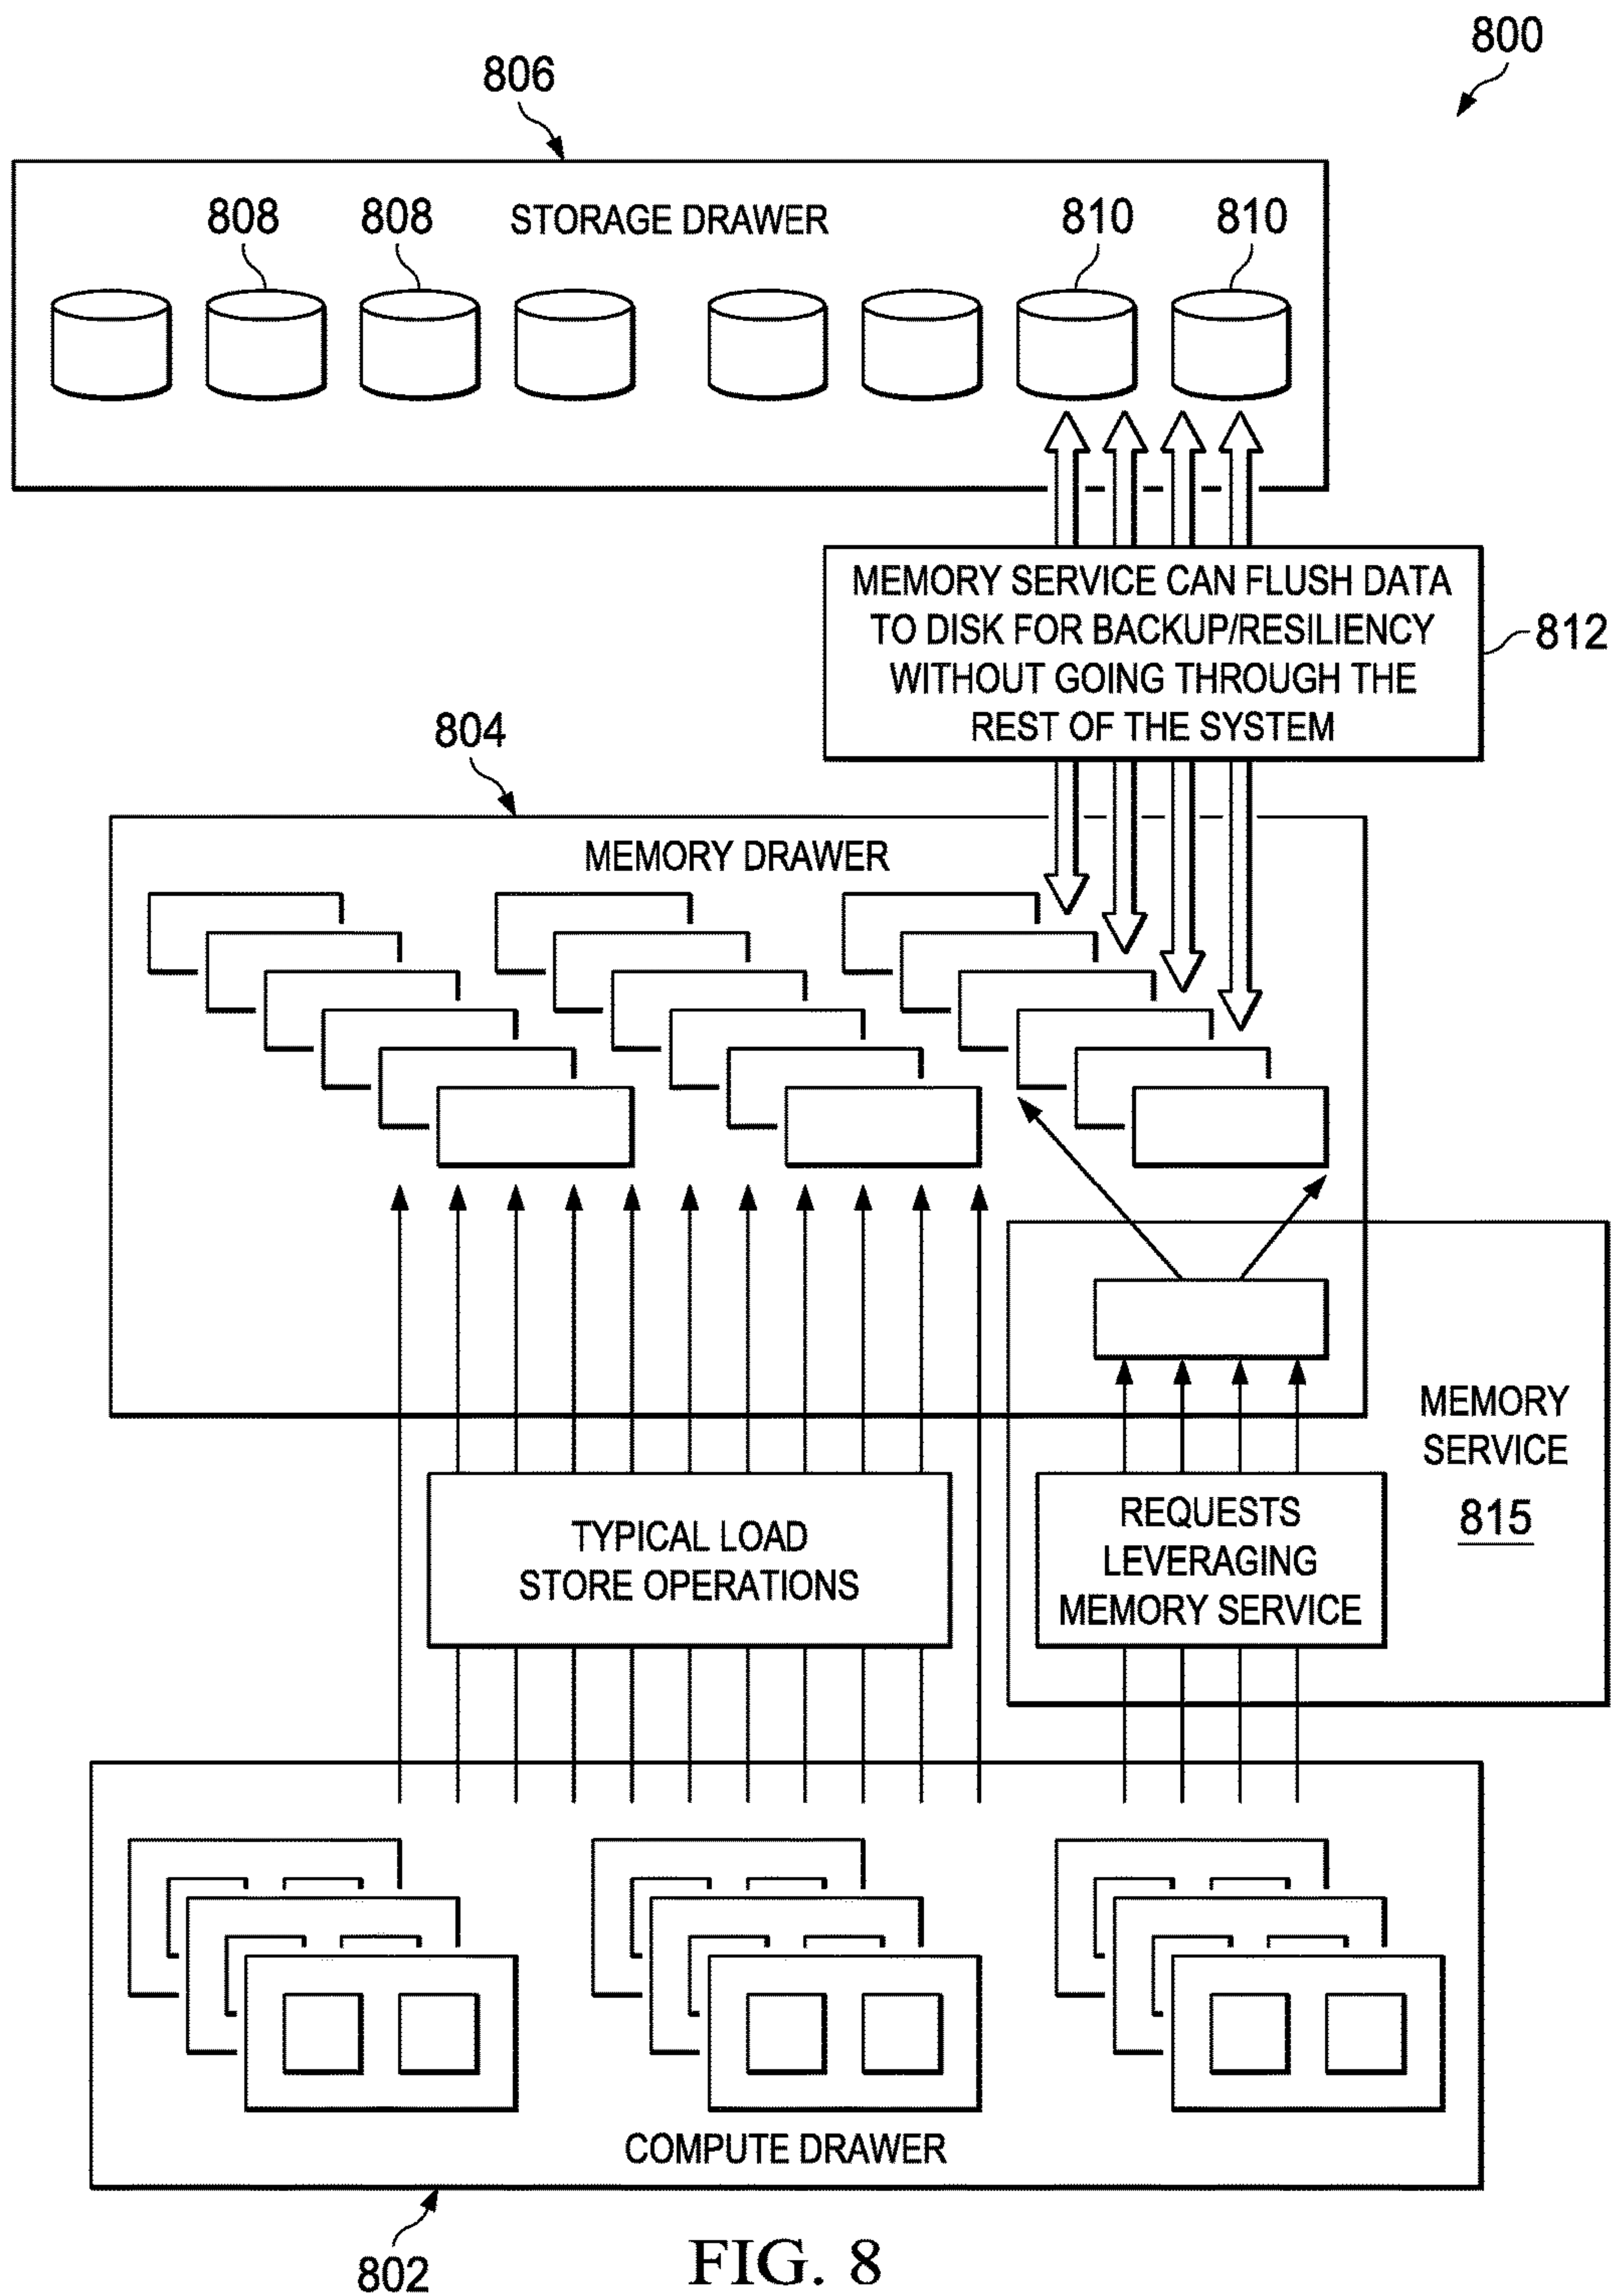 800
806
808
808
STORAGE DRAWER
810
810
MEMORY SERVICE CAN FLUSH DATA
TO DISK FOR BACKUP/RESILIENCY
WITHOUT GOING THROUGH THE
REST OF THE SYSTEM
812
804
MEMORY DRAWER
MEMORY
SERVICE
815
TYPICAL LOAD
STORE OPERATIONS
REQUESTS
LEVERAGING
MEMORY SERVICE
COMPUTE DRAWER
802
FIG. 8